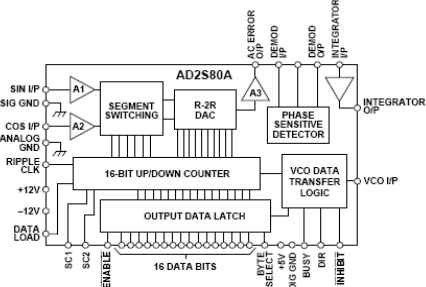 AC ERROR
O/P
DEMOD
I/P
DEMOD
O/P
INTEGRATOR
I/P
AD2S80A
SIN I/P
A1
SIG GND
COS I/P
A2
ANALOG
GND
RIPPLE
CLK
+12V
–12V
DATA
LOAD
SEGMENT
SWITCHING
R-2R
DAC
A3
PHASE
SENSITIVE
DETECTOR
INTEGRATOR
O/P
16-BIT UP/DOWN COUNTER
VCO DATA
TRANSFER
LOGIC
VCO I/P
OUTPUT DATA LATCH
SC1
SC2
ENABLE
16 DATA BITS
BYTE
SELECT
+5V
DIG GND
BUSY
DIR
INHIBIT